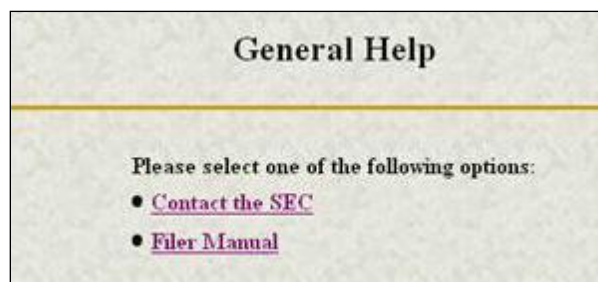 General Help
Please select one of the following options:
• Contact the SEC
• Filer Manual